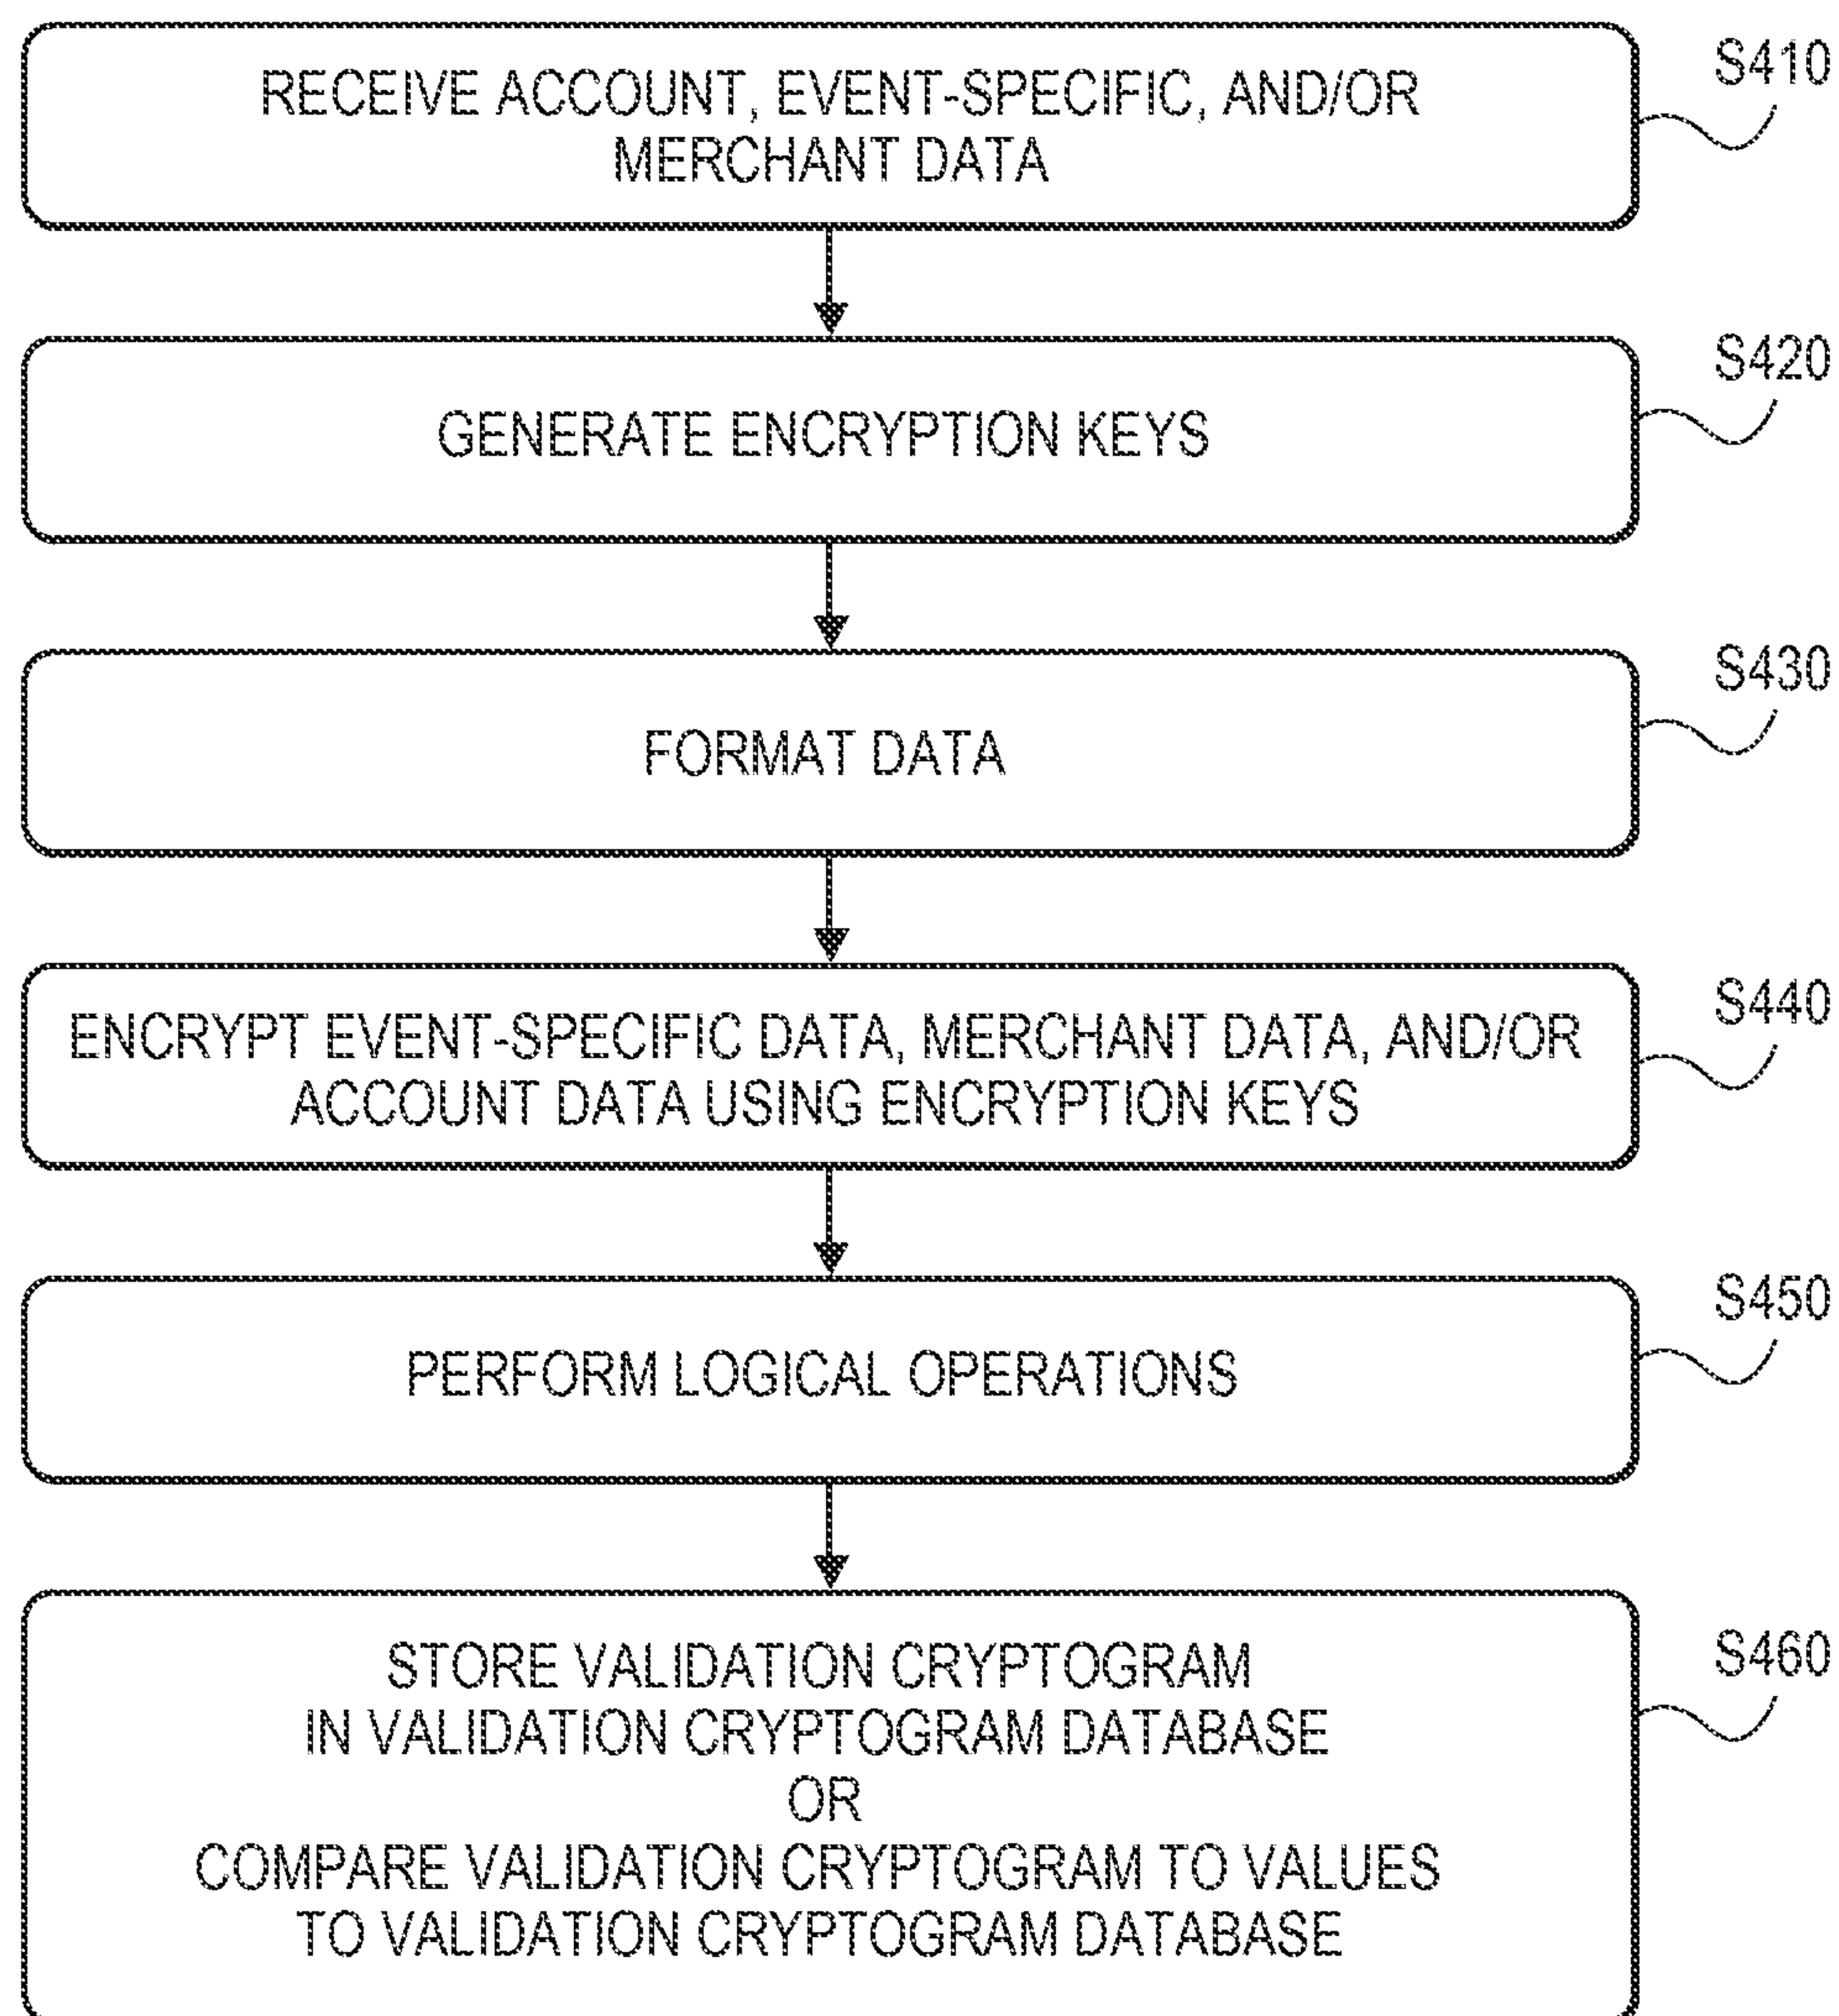 RECEIVE ACCOUNT, EVENT-SPECIFIC, AND/OR
MERCHANT DATA
S410
GENERATE ENCRYPTION KEYS
S420
FORMAT DATA
S430
ENCRYPT EVENT-SPECIFIC DATA, MERCHANT DATA, AND/OR
ACCOUNT DATA USING ENCRYPTION KEYS
S440
PERFORM LOGICAL OPERATIONS
S450
STORE VALIDATION CRYPTOGRAM
IN VALIDATION CRYPTOGRAM DATABASE
OR
COMPARE VALIDATION CRYPTOGRAM TO VALUES
TO VALIDATION CRYPTOGRAM DATABASE
S460